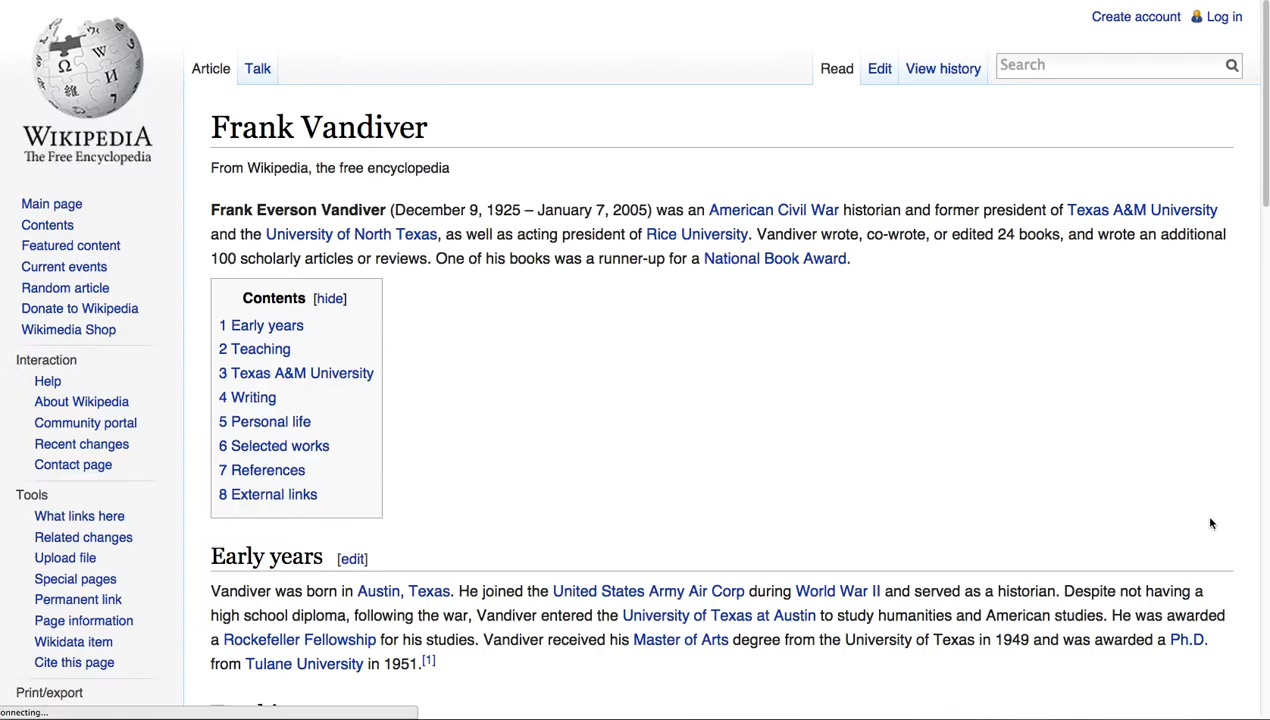 Create account Log in
Article Talk Read Edit View history Search
WIKIPEDIA
The Free Encyclopedia
Main page
Contents
Featured content
Current events
Random article
Donate to Wikipedia
Wikimedia Shop
Interaction
Help
About Wikipedia
Community portal
Recent changes
Contact page
Tools
What links here
Related changes
Upload file
Special pages
Permanent link
Page information
Wikidata item
Cite this page
Print/export
onnecting...
Frank Vandiver
From Wikipedia, the free encyclopedia
Frank Everson Vandiver (December 9, 1925 – January 7, 2005) was an American Civil War historian and former president of Texas A&M University
and the University of North Texas, as well as acting president of Rice University. Vandiver wrote, co-wrote, or edited 24 books, and wrote an additional
100 scholarly articles or reviews. One of his books was a runner-up for a National Book Award.
Contents [hide]
1 Early years
2 Teaching
3 Texas A&M University
4 Writing
5 Personal life
6 Selected works
7 References
8 External links
Early years [edit]
Vandiver was born in Austin, Texas. He joined the United States Army Air Corp during World War II and served as a historian. Despite not having a
high school diploma, following the war, Vandiver entered the University of Texas at Austin to study humanities and American studies. He was awarded
a Rockefeller Fellowship for his studies. Vandiver received his Master of Arts degree from the University of Texas in 1949 and was awarded a Ph.D.
from Tulane University in 1951.[1]